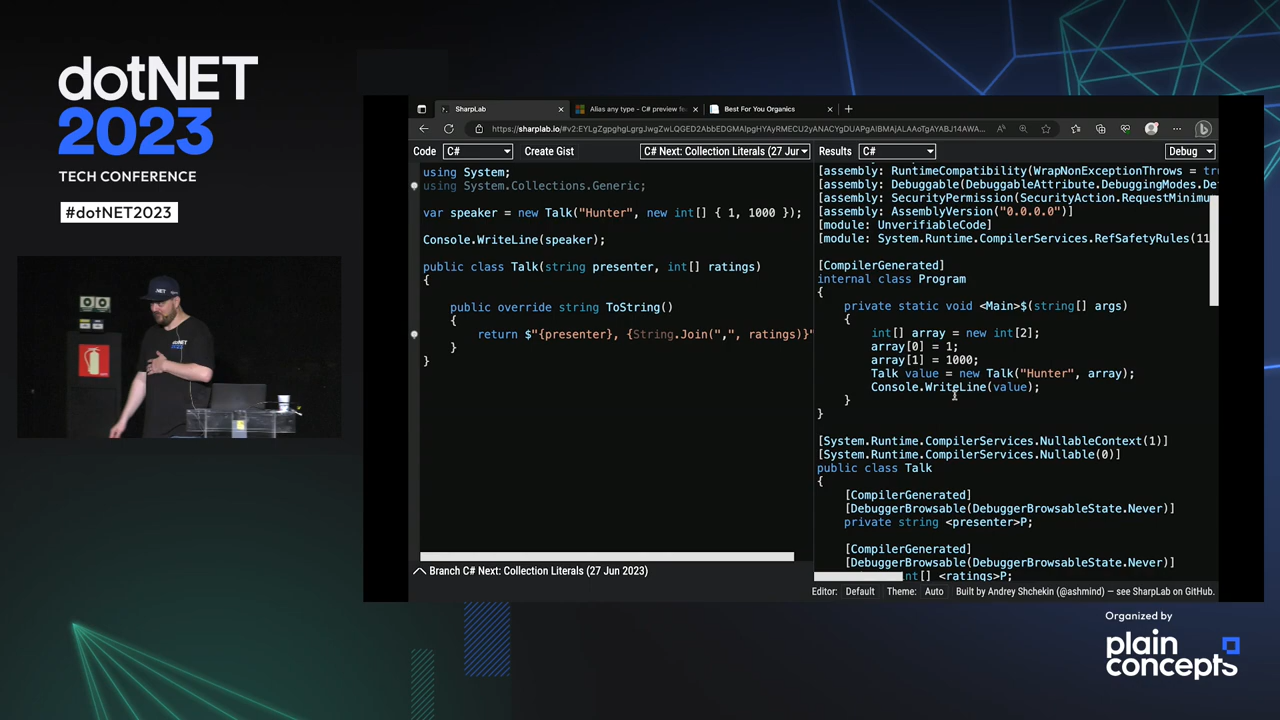 dotNET
2023
TECH CONFERENCE
#dotNET2023
SharpLab
Alias any type - C# preview fe
Best For You Organics
https://sharplab.io/#v2:EYLgZgpghgLgrgJwgZwLQGED2AbbEDGMAlpgHYAyRMECU2yANACYgDUAPgAIBMAjALAAoTgAYABJ14AWA...
Code
C#
Create Gist
C# Next: Collection Literals (27 Jur
Results
C#
Debug
using System;
using System.Collections.Generic;
var speaker = new Talk("Hunter", new int[] { 1, 1000 });
Console.WriteLine(speaker);
public class Talk(string presenter, int[] ratings)
{
public override string ToString()
{
return $"{presenter}, {String.Join(",", ratings)}"
}
}
Branch C# Next: Collection Literals (27 Jun 2023)
[assembly: RuntimeCompatibility(WrapNonExceptionThrows = tru
[assembly: Debuggable(DebuggableAttribute.DebuggingModes.De
[assembly: SecurityPermission(SecurityAction.RequestMinimum
[assembly: AssemblyVersion("0.0.0.0")]
[module: UnverifiableCode]
[module: System.Runtime.CompilerServices.RefSafetyRules(11
[CompilerGenerated]
internal class Program
{
private static void <Main>$(string[] args)
{
int[] array = new int[2];
array[0] = 1;
array[1] = 1000;
Talk value = new Talk("Hunter", array);
Console.WriteLine(value);
}
}
[System.Runtime.CompilerServices.NullableContext(1)]
[System.Runtime.CompilerServices.Nullable(0)]
public class Talk
{
[CompilerGenerated]
[DebuggerBrowsable(DebuggerBrowsableState.Never)]
private string <presenter>P;
[CompilerGenerated]
[DebuggerBrowsable(DebuggerBrowsableState.Never)]
int[] <ratings>P;
Editor: Default Theme: Auto Built by Andrey Shchekin (@ashmind) — see SharpLab on GitHub.
Organized by
plain
concepts